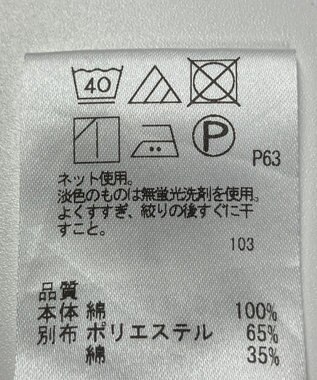 40
P
P63
ネット使用。
淡色のものは無蛍光洗剤を使用。
よくすすぎ、絞りの後すぐに干
すこと。
103
品質
本体 綿 100%
別布 ポリエステル 65%
綿 35%